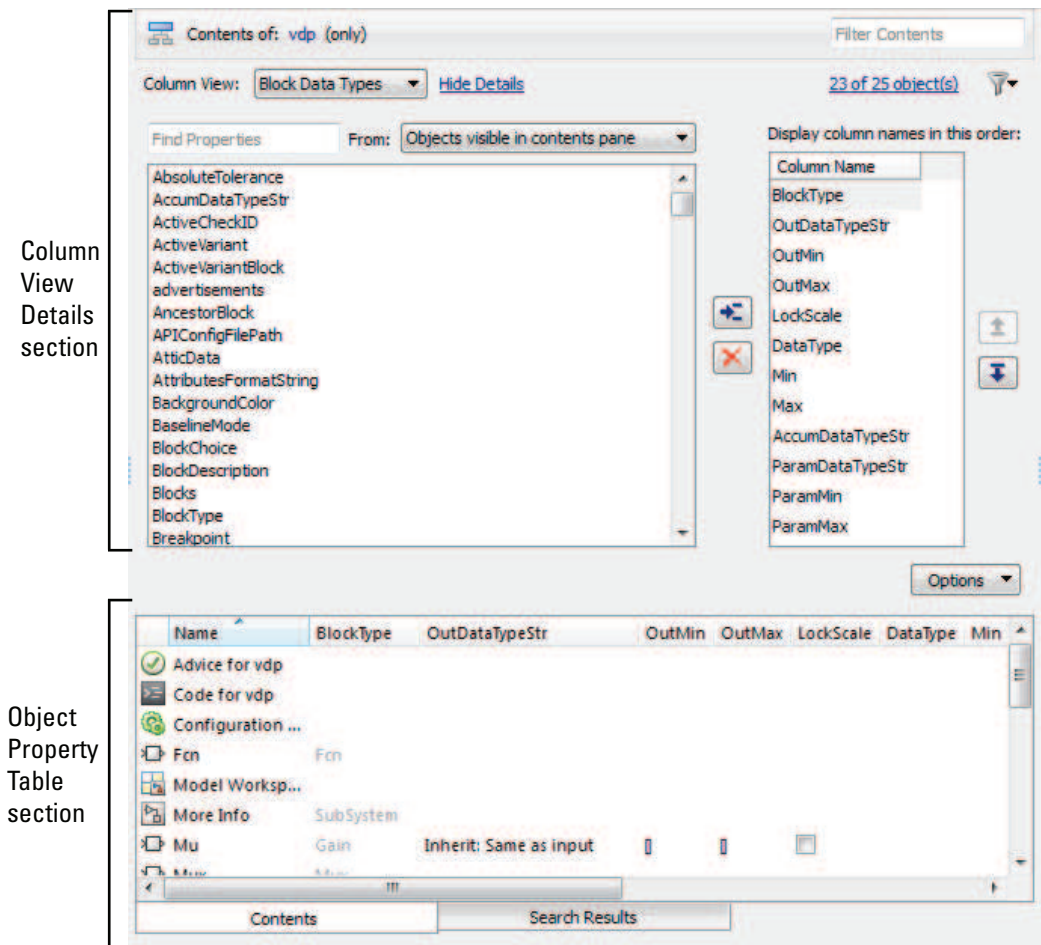 Contents of: vdp (only)
Filter Contents
Column View: Block Data Types Hide Details 23 of 25 object(s)
Find Properties From: Objects visible in contents pane
Display column names in this order:
Column
View
Details
section
AbsoluteTolerance
AccumDataTypeStr
ActiveCheckID
ActiveVariant
ActiveVariantBlock
advertisements
AncestorBlock
APIConfigFilePath
AtticData
AttributesFormatString
BackgroundColor
BaselineMode
BlockChoice
BlockDescription
Blocks
BlockType
Breakpoint
Column Name
BlockType
OutDataTypeStr
OutMin
OutMax
LockScale
DataType
Min
Max
AccumDataTypeStr
ParamDataTypeStr
ParamMin
ParamMax
Options
Object
Property
Table
section
Name BlockType OutDataTypeStr OutMin OutMax LockScale DataType Min
Advice for vdp
Code for vdp
Configuration ...
Fcn Fcn
Model Worksp...
More Info SubSystem
Mu Gain Inherit: Same as input [] []
Mux Mux
Contents Search Results